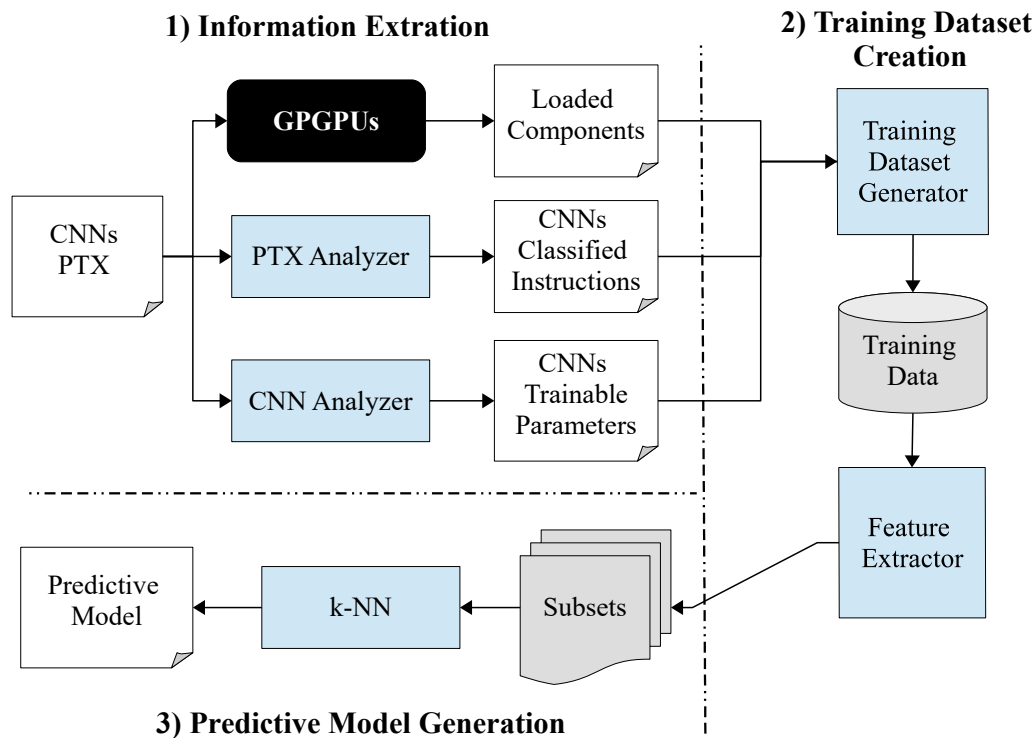 1) Information Extration
2) Training Dataset
Creation
GPGPUs
Loaded
Components
Training
Dataset
Generator
CNNs
PTX
PTX Analyzer
CNNs
Classified
Instructions
Training
Data
CNN Analyzer
CNNs
Trainable
Parameters
Feature
Extractor
Subsets
k-NN
Predictive
Model
3) Predictive Model Generation